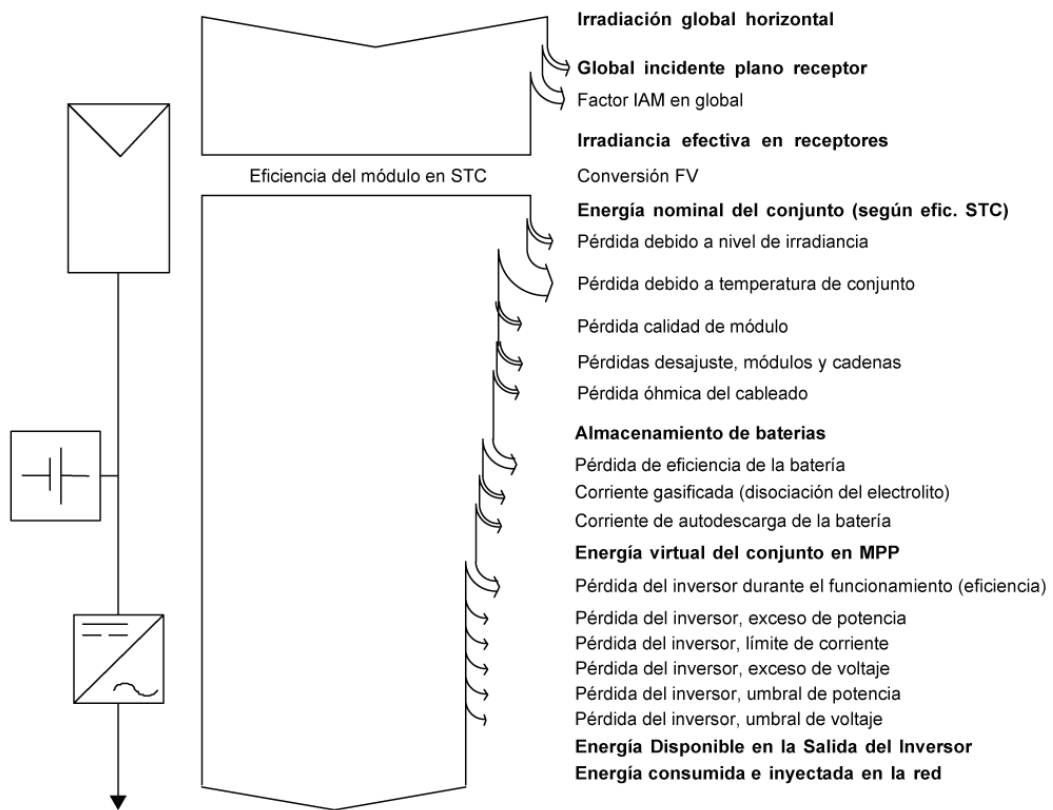 Irradiación global horizontal
Global incidente plano receptor
Factor IAM en global
Irradiancia efectiva en receptores
Eficiencia del módulo en STC Conversión FV
Energía nominal del conjunto (según efic. STC)
Pérdida debido a nivel de irradiancia
Pérdida debido a temperatura de conjunto
Pérdida calidad de módulo
Pérdidas desajuste, módulos y cadenas
Pérdida óhmica del cableado
Almacenamiento de baterias
Pérdida de eficiencia de la batería
Corriente gasificada (disociación del electrolito)
Corriente de autodescarga de la batería
Energía virtual del conjunto en MPP
Pérdida del inversor durante el funcionamiento (eficiencia)
Pérdida del inversor, exceso de potencia
Pérdida del inversor, límite de corriente
Pérdida del inversor, exceso de voltaje
Pérdida del inversor, umbral de potencia
Pérdida del inversor, umbral de voltaje
Energía Disponible en la Salida del Inversor
Energía consumida e inyectada en la red